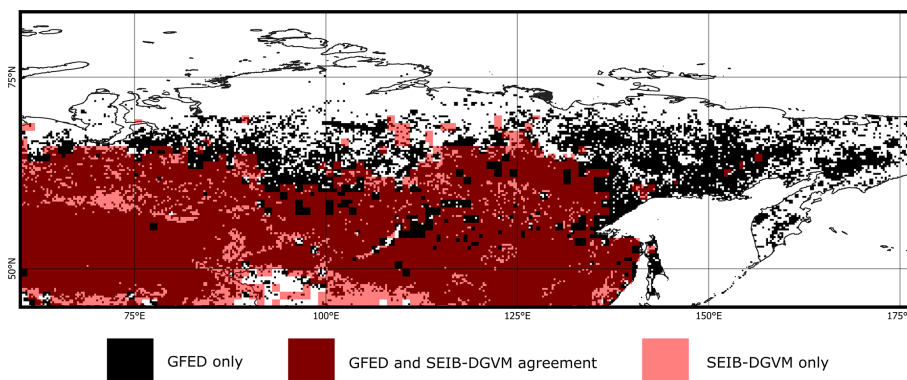 75°N
50°N
75°E
100°E
125°E
150°E
175°E
GFED only
GFED and SEIB-DGVM agreement
SEIB-DGVM only